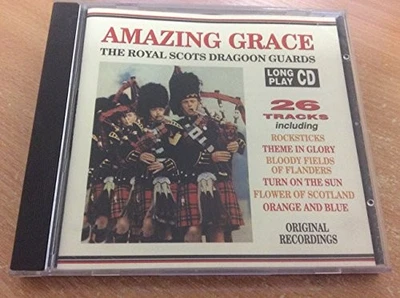 AMAZING GRACE
THE ROYAL SCOTS DRAGOON GUARDS
LONG
PLAY CD
26
TRACKS
including
ROCKSTICKS
THEME IN GLORY
BLOODY FIELDS
OF FLANDERS
TURN ON THE SUN
FLOWER OF SCOTLAND
ORANGE AND BLUE
ORIGINAL
RECORDINGS